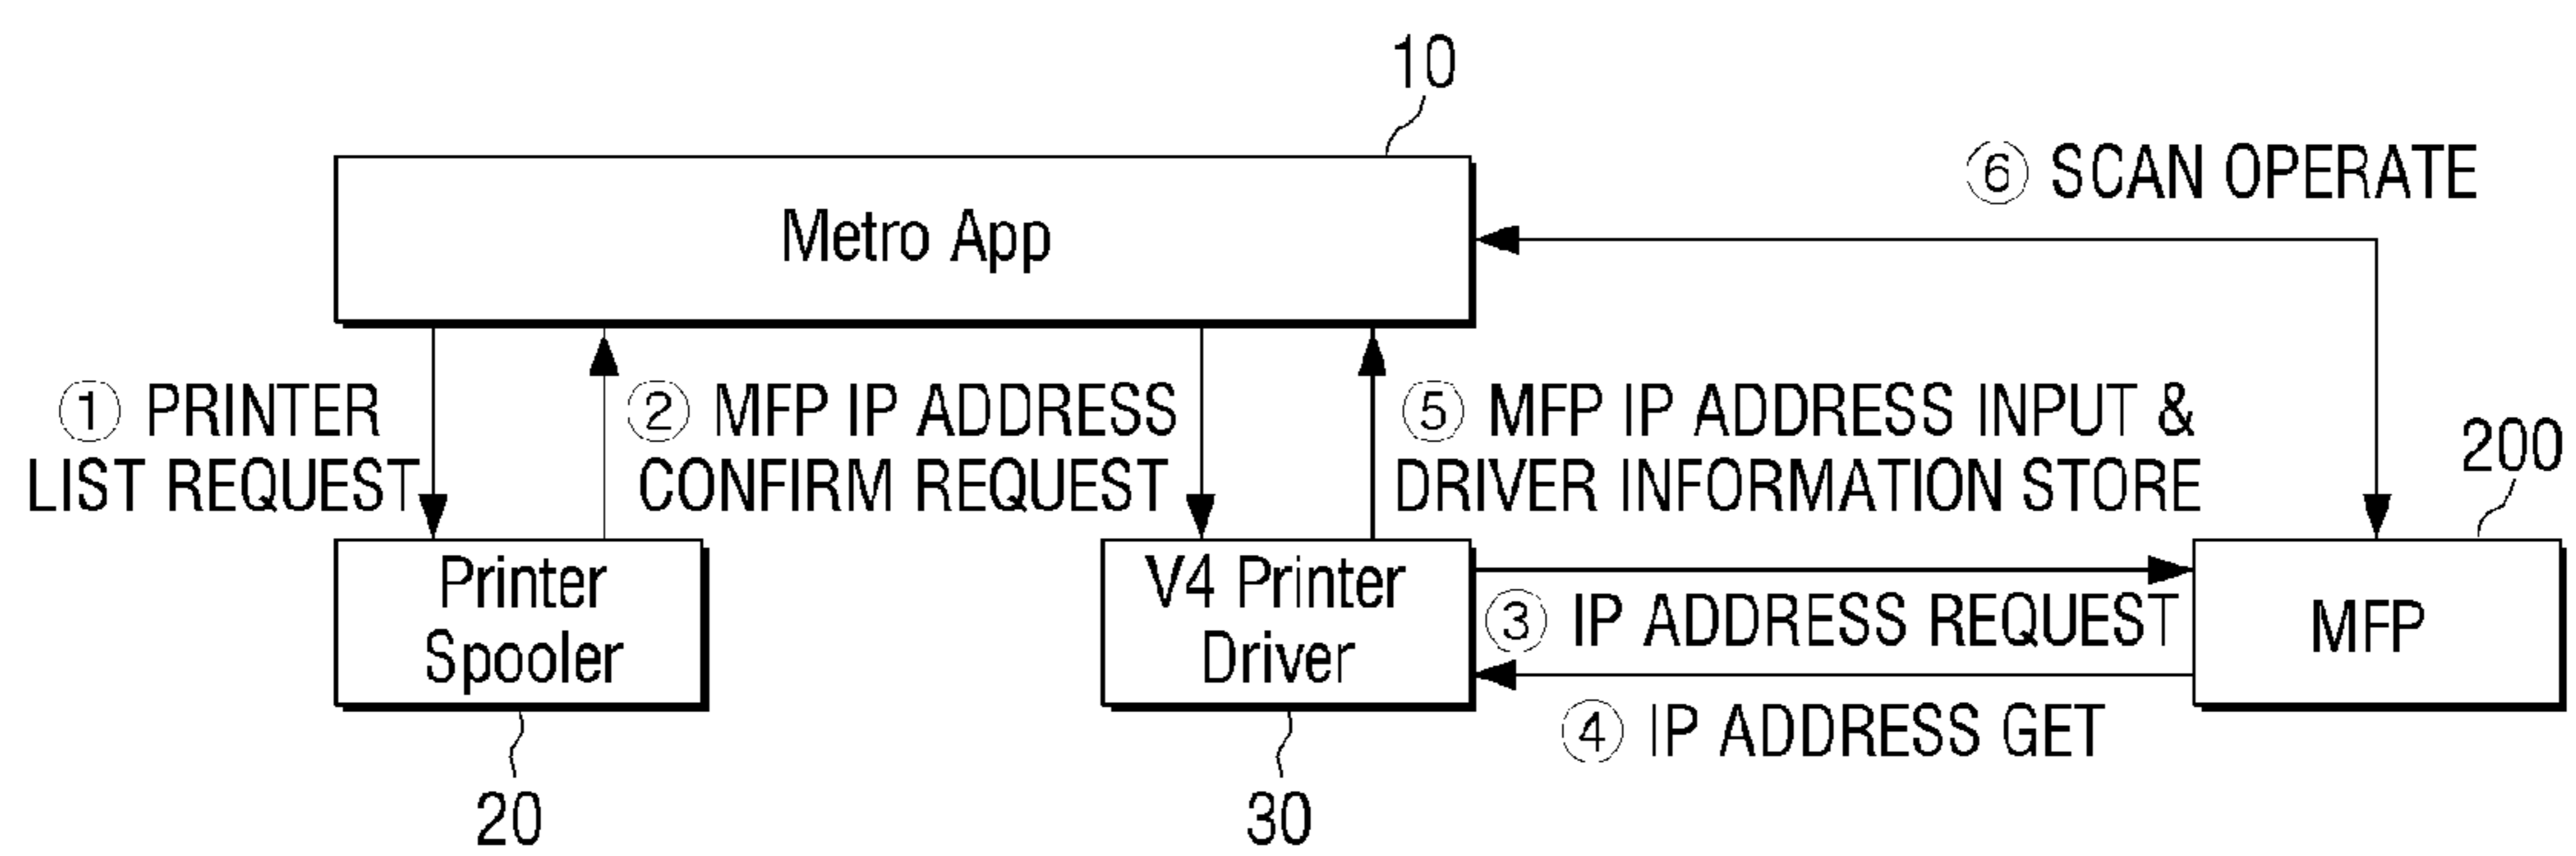 10
⑥ SCAN OPERATE
Metro App
① PRINTER
LIST REQUEST
② MFP IP ADDRESS
CONFIRM REQUEST
⑤ MFP IP ADDRESS INPUT &
DRIVER INFORMATION STORE
200
Printer
Spooler
V4 Printer
Driver
③ IP ADDRESS REQUEST
④ IP ADDRESS GET
MFP
20
30